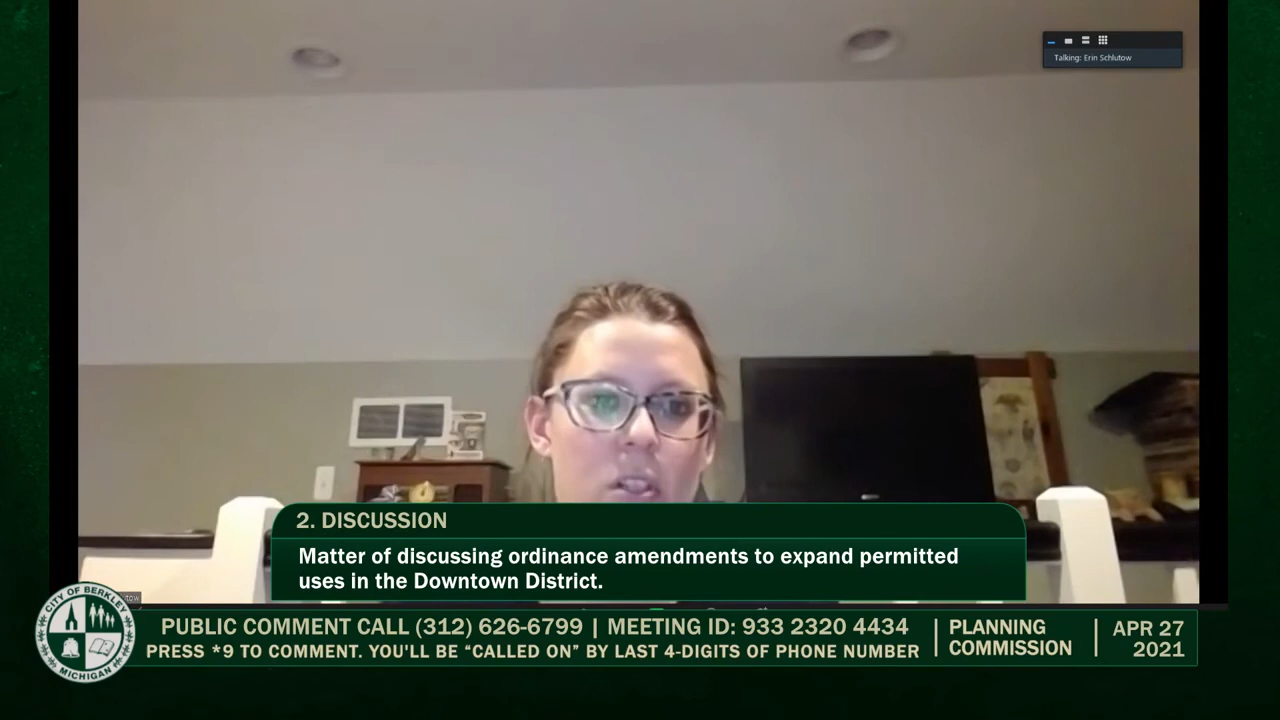 Talking: Erin Schlutow
2. DISCUSSION
Matter of discussing ordinance amendments to expand permitted
uses in the Downtown District.
CITY OF BERKLEY
MICHIGAN
PUBLIC COMMENT CALL (312) 626-6799 | MEETING ID: 933 2320 4434
PRESS *9 TO COMMENT. YOU'LL BE “CALLED ON” BY LAST 4-DIGITS OF PHONE NUMBER
PLANNING
COMMISSION
APR 27
2021